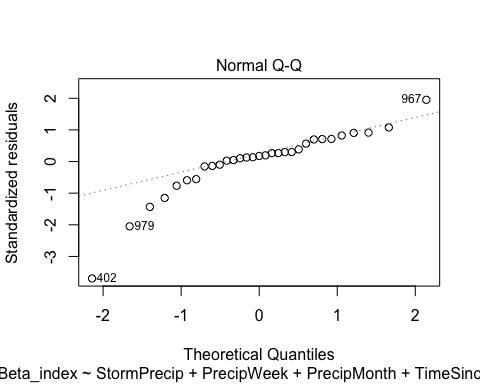 Normal Q-Q
Standardized residuals
2
1
0
-1
-2
-3
967
979
402
-2 -1 0 1 2
Theoretical Quantiles
Beta_index ~ StormPrecip + PrecipWeek + PrecipMonth + TimeSinc